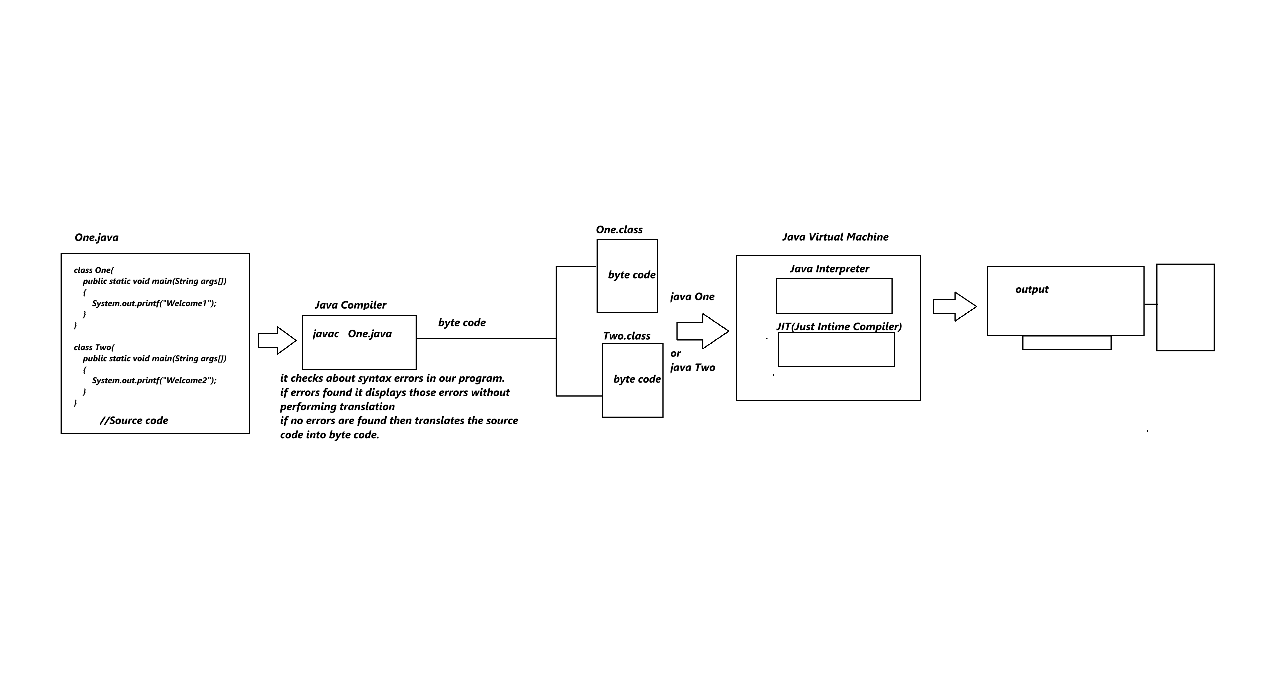 One.java
class One{
public static void main(String args[])
{
System.out.printf("Welcome1");
}
}
class Two{
public static void main(String args[])
{
System.out.printf("Welcome2");
}
}
//Source code
Java Compiler
javac One.java
it checks about syntax errors in our program.
if errors found it displays those errors without
performing translation
if no errors are found then translates the source
code into byte code.
byte code
One.class
byte code
Two.class
byte code
java One
or
java Two
Java Virtual Machine
Java Interpreter
JIT(Just Intime Compiler)
output